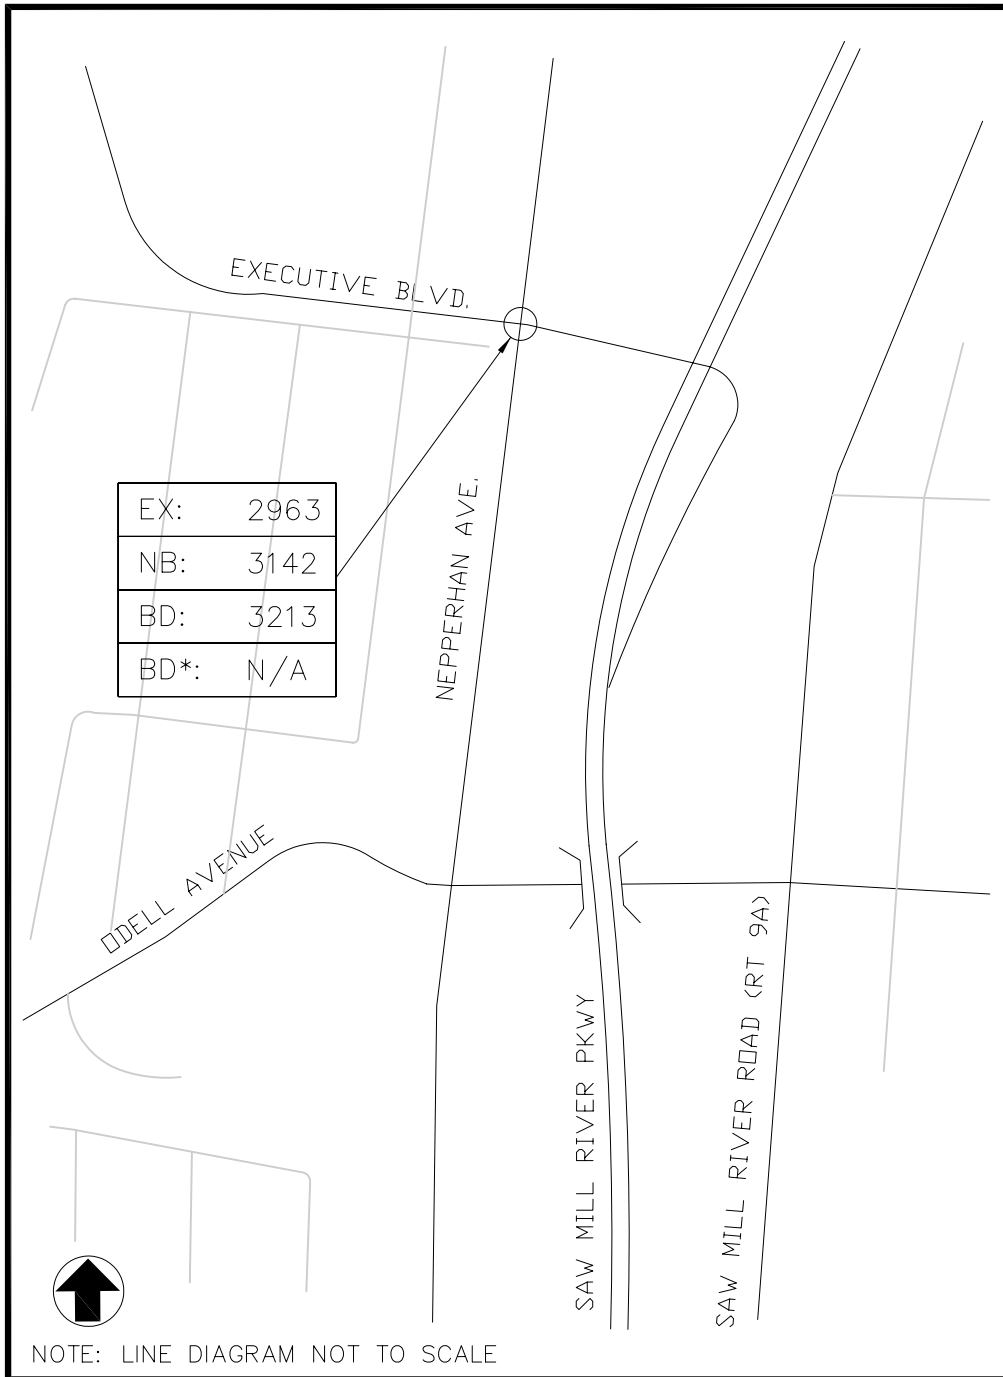 EXECUTIVE BLVD.
EX: 2963
NB: 3142
BD: 3213
BD*: N/A
NEPPERHAN AVE.
ODELL AVENUE
SAW MILL RIVER PKWY
SAW MILL RIVER ROAD (RT 9A)
NOTE: LINE DIAGRAM NOT TO SCALE